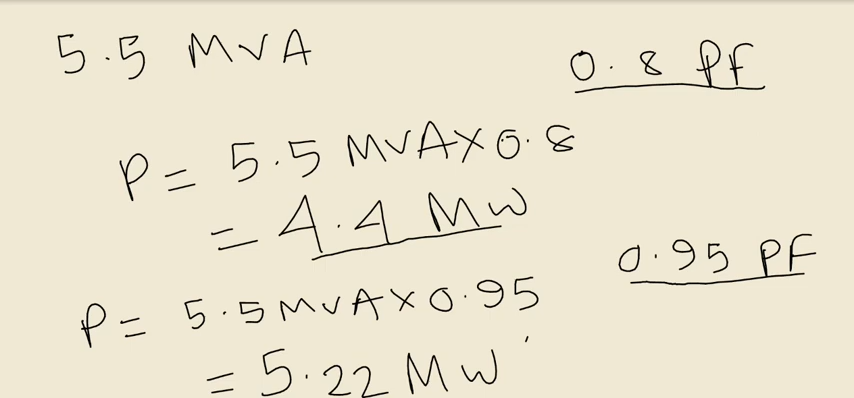 5.5 MVA
0.8 PF
P = 5.5 MVA X 0.8
= 4.4 MW
0.95 PF
P = 5.5 MVA X 0.95
= 5.22 MW